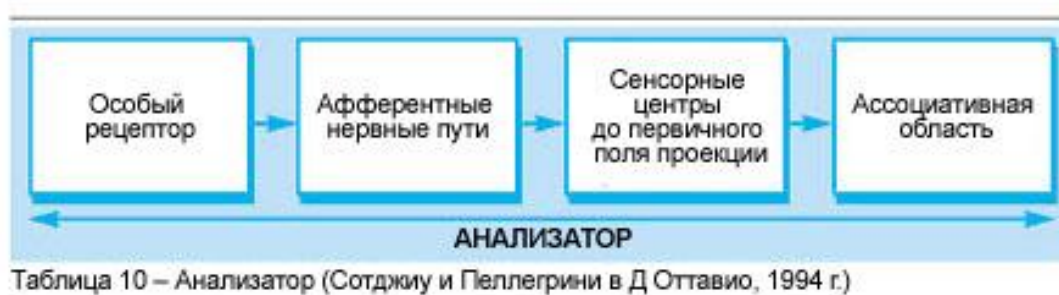 Особый
рецептор
Афферентные
нервные пути
Сенсорные
центры
до первичного
поля проекции
Ассоциативная
область
АНАЛИЗАТОР
Таблица 10 – Анализатор (Сотджиу и Пеллегрини в Д Оттавио, 1994 г.)